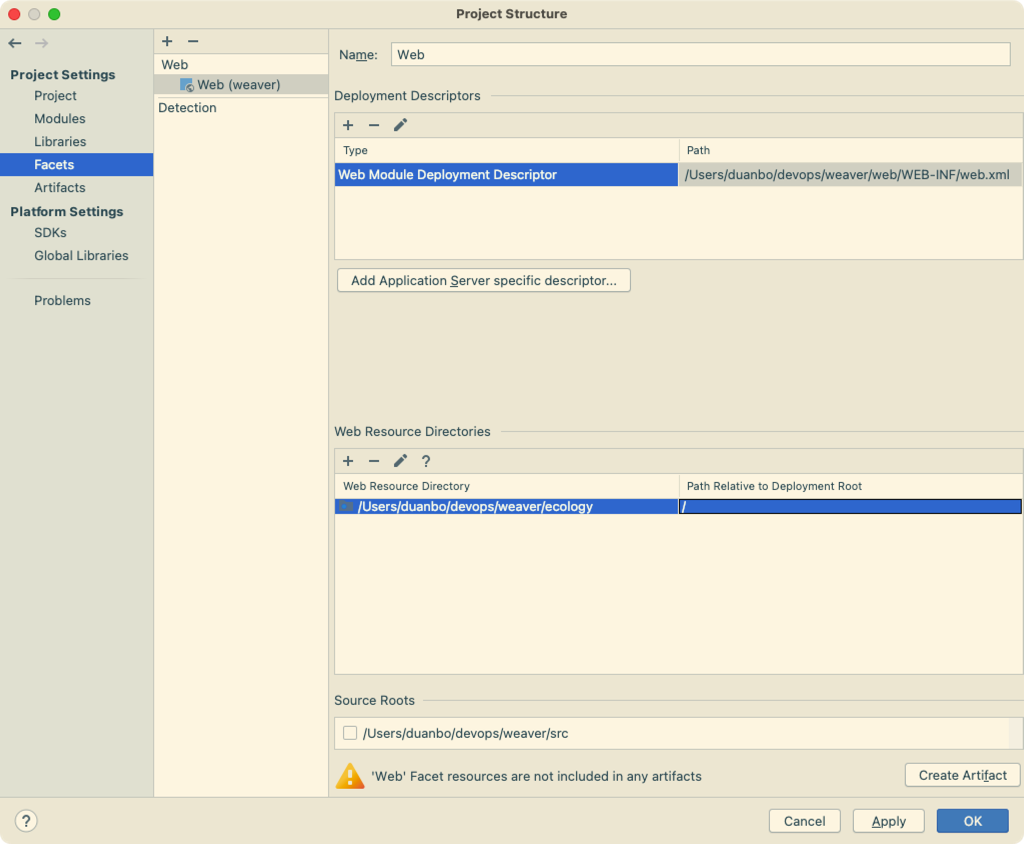 Project Structure
Project Settings
Project
Modules
Libraries
Facets
Artifacts
Platform Settings
SDKs
Global Libraries
Problems
Web
Web (weaver)
Detection
Name: Web
Deployment Descriptors
Type Path
Web Module Deployment Descriptor /Users/duanbo/devops/weaver/web/WEB-INF/web.xml
Add Application Server specific descriptor...
Web Resource Directories
?
Web Resource Directory Path Relative to Deployment Root
/Users/duanbo/devops/weaver/ecology /
Source Roots
/Users/duanbo/devops/weaver/src
'Web' Facet resources are not included in any artifacts Create Artifact
? Cancel Apply OK